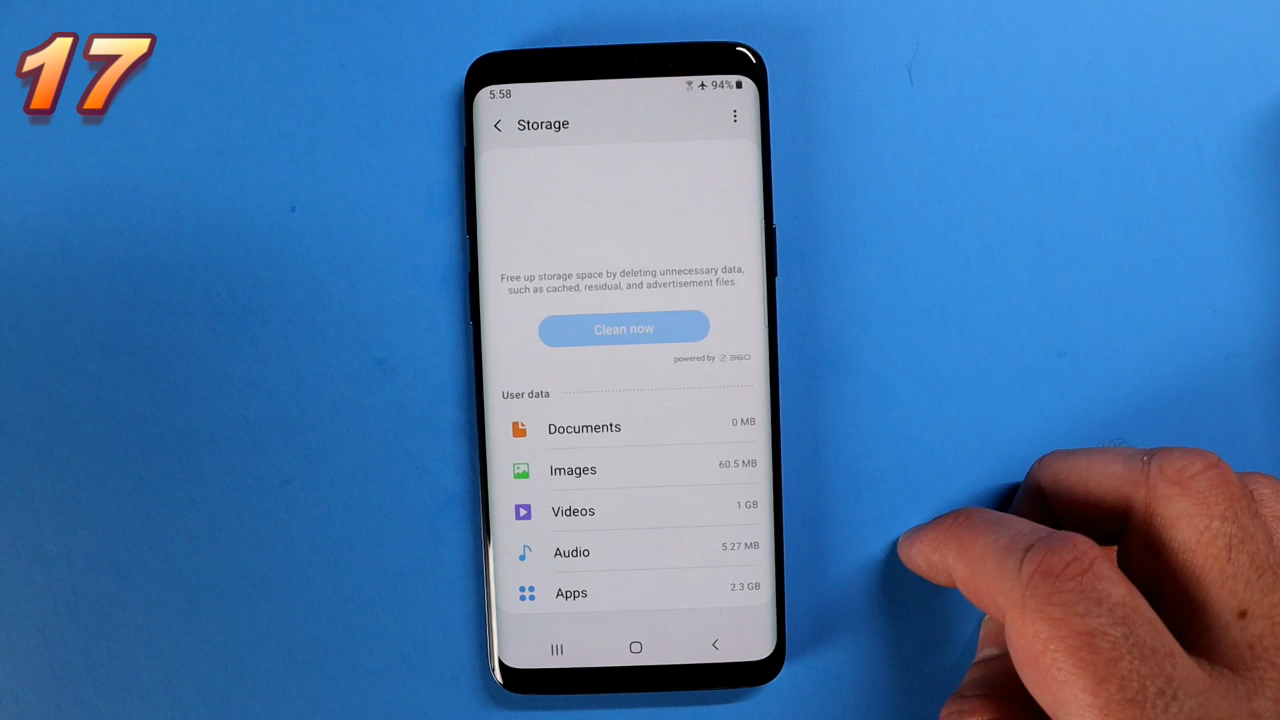 17
5:58
94%
Storage
Free up storage space by deleting unnecessary data,
such as cached, residual, and advertisement files.
Clean now
powered by 360
User data
Documents 0 MB
Images 60.5 MB
Videos 1 GB
Audio 5.27 MB
Apps 2.3 GB